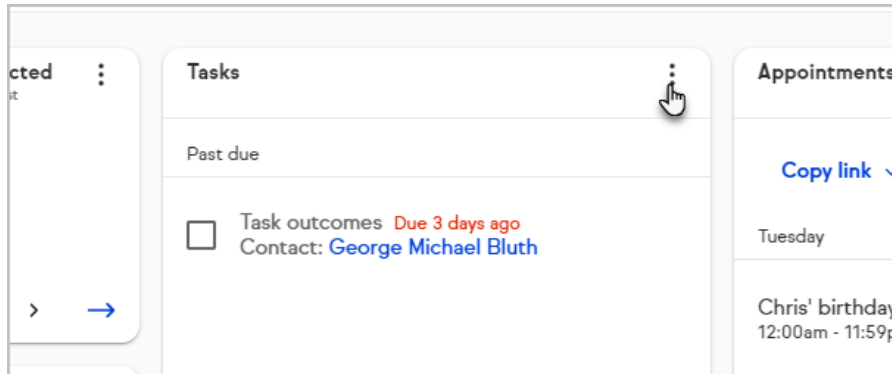 cted
st
Tasks
Past due
Task outcomes Due 3 days ago
Contact: George Michael Bluth
Appointments
Copy link
Tuesday
Chris' birthday
12:00am - 11:59p